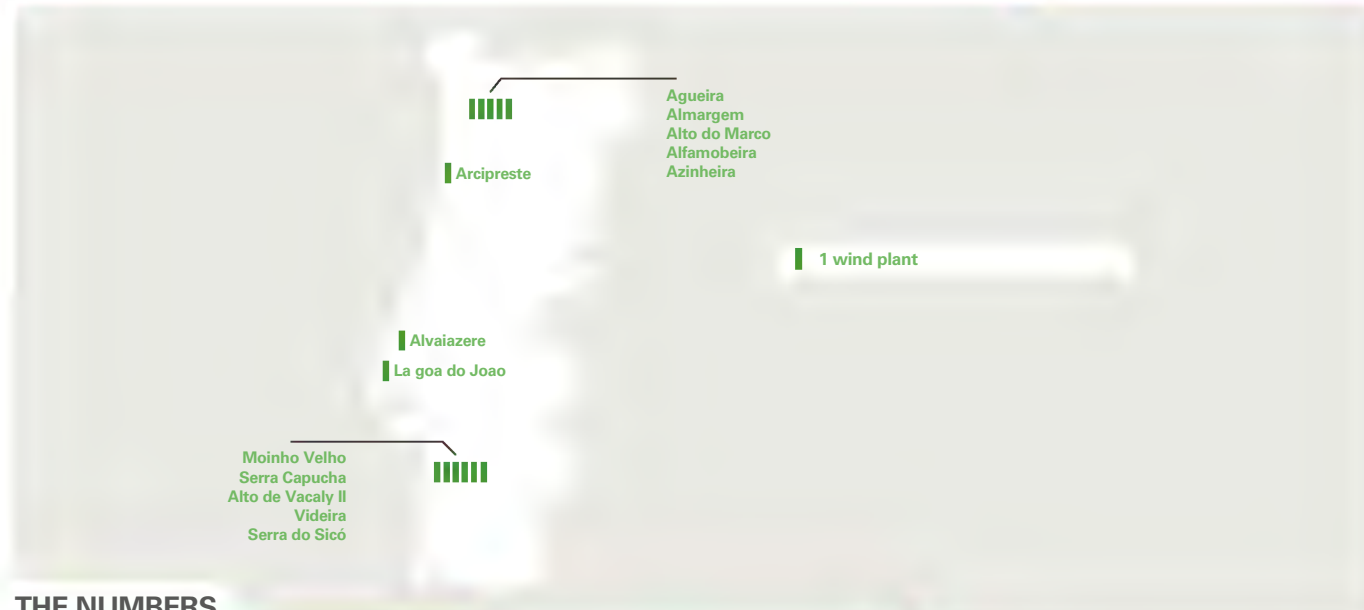 Agueira
Almargem
Alto do Marco
Alfamobeira
Azinheira
Arcipreste
1 wind plant
Alvaiazere
La goa do Joao
Moinho Velho
Serra Capucha
Alto de Vacaly II
Videira
Serra do Sicó
THE NUMBERS